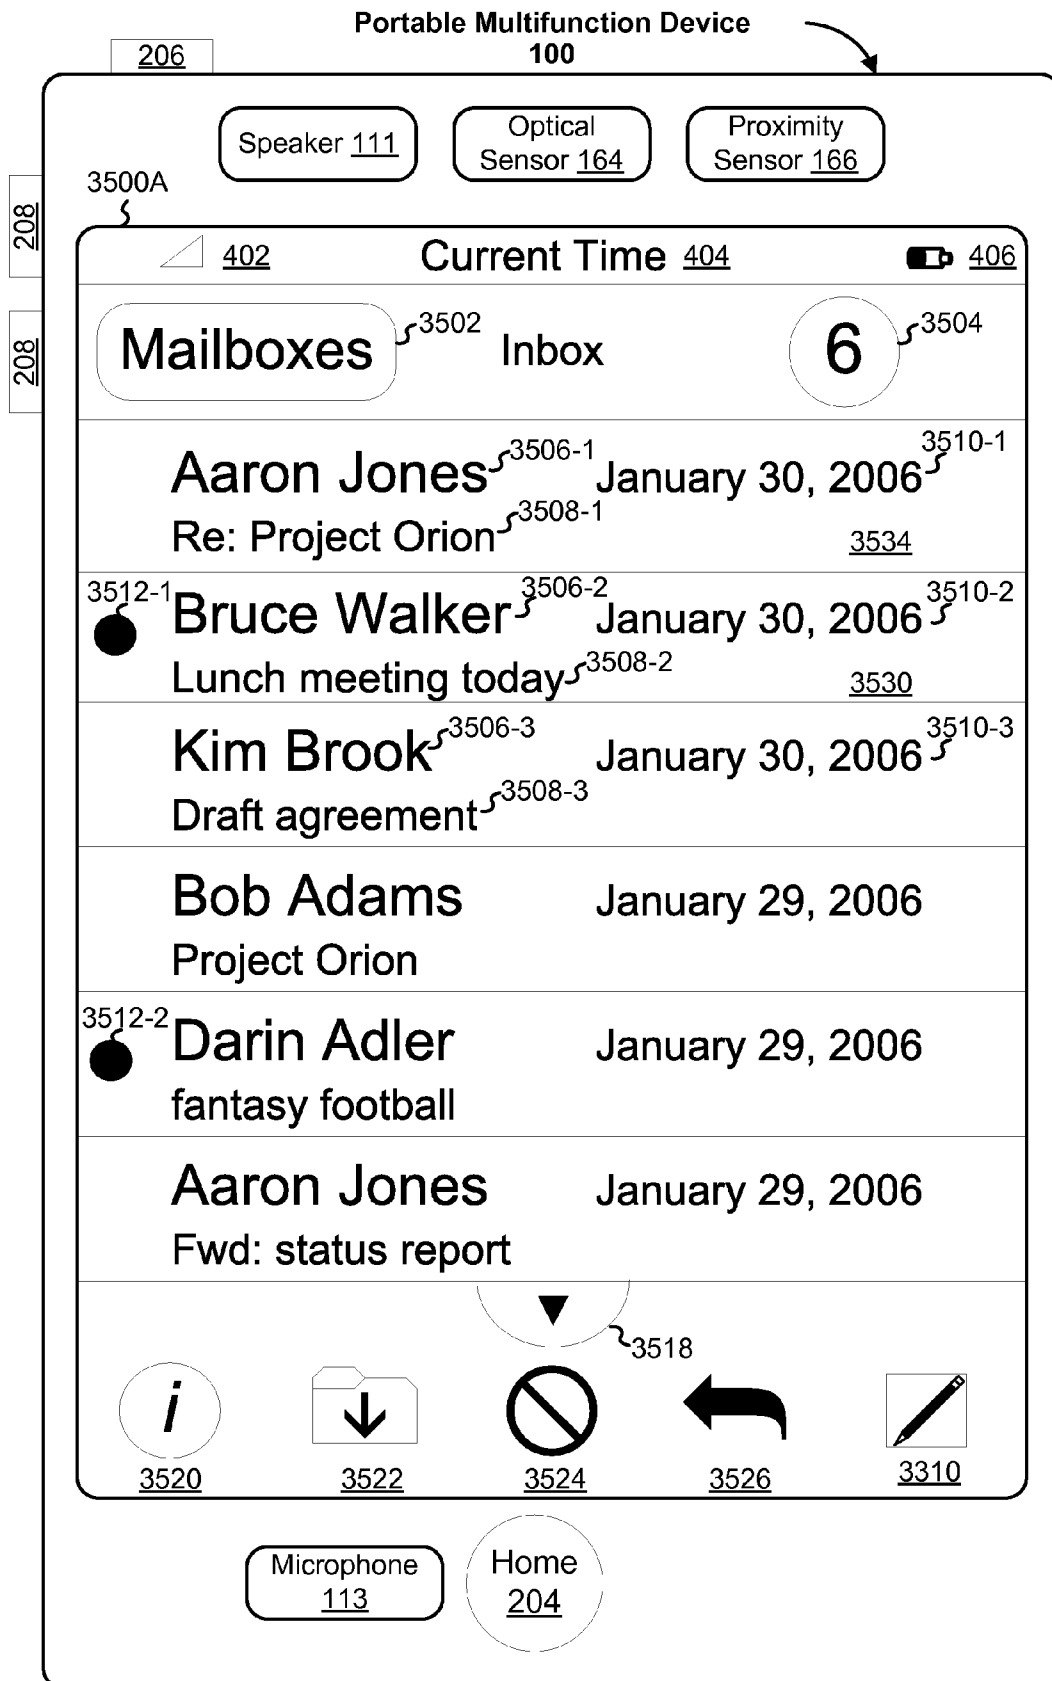 Portable Multifunction Device
100
206
Speaker 111
Optical
Sensor 164
Proximity
Sensor 166
3500A
208
208
402
Current Time 404
406
Mailboxes
3502
Inbox
6
3504
Aaron Jones
3506-1
January 30, 2006
3510-1
Re: Project Orion
3508-1
3534
3512-1
Bruce Walker
3506-2
January 30, 2006
3510-2
Lunch meeting today
3508-2
3530
Kim Brook
3506-3
January 30, 2006
3510-3
Draft agreement
3508-3
Bob Adams
January 29, 2006
Project Orion
3512-2
Darin Adler
January 29, 2006
fantasy football
Aaron Jones
January 29, 2006
Fwd: status report
3518
i
3520
3522
3524
3526
3310
Microphone
113
Home
204